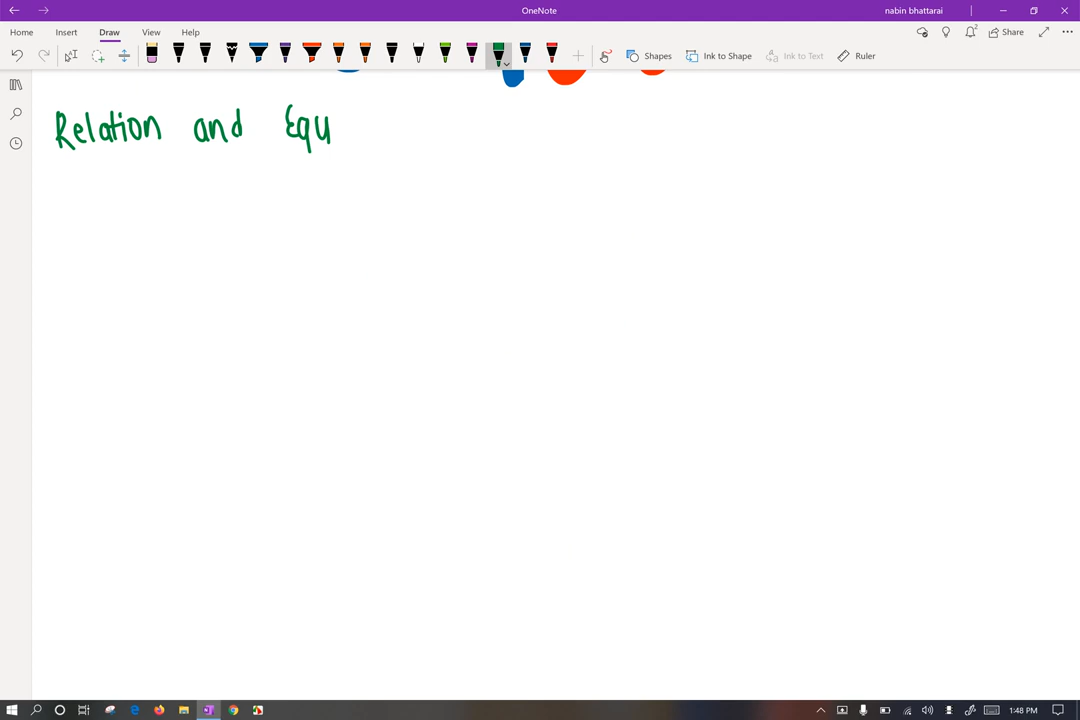 OneNote
nabin bhattarai
Home Insert Draw View Help
Share
Shapes Ink to Shape Ink to Text Ruler
Relation and Equ
1:48 PM